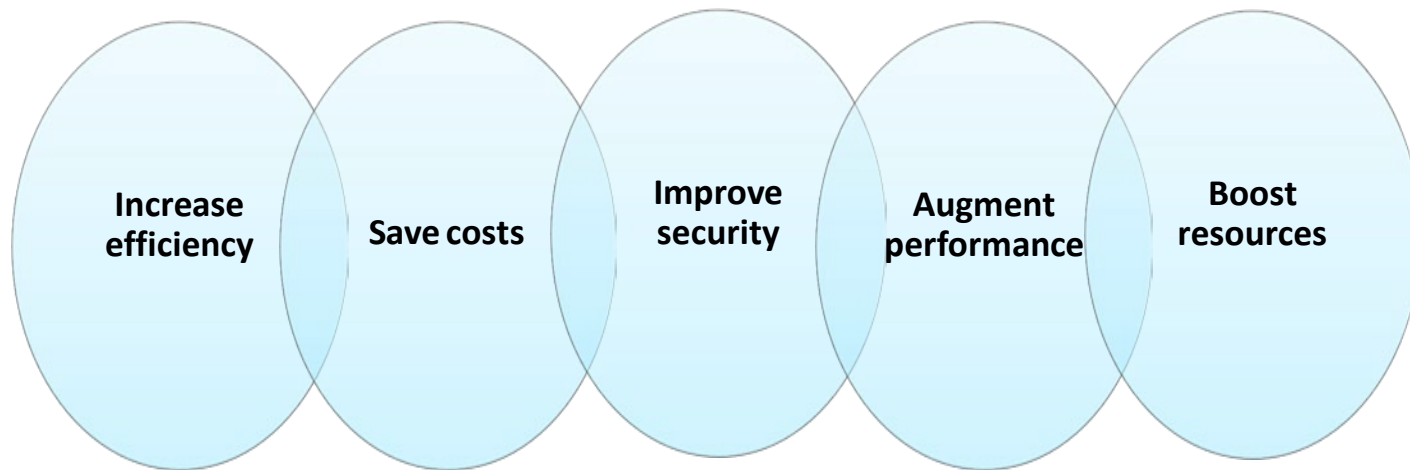 Increase
efficiency
Save costs
Improve
security
Augment
performance
Boost
resources